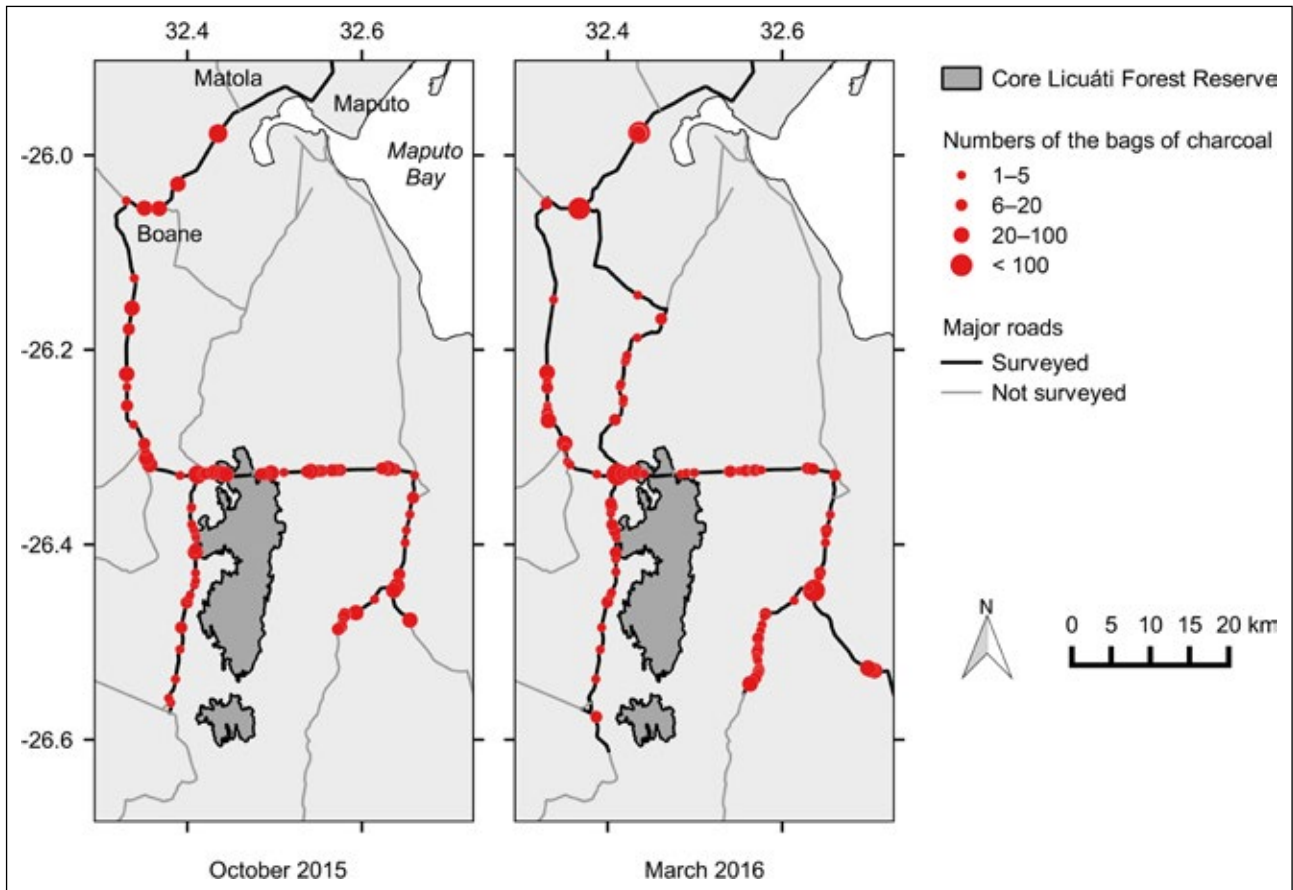 32.4 32.6 32.4 32.6
Matola
Maputo
Maputo
Bay
Boane
-26.0
-26.2
-26.4
-26.6
October 2015
March 2016
Core Licuáti Forest Reserve
Numbers of the bags of charcoal
1–5
6–20
20–100
< 100
Major roads
Surveyed
Not surveyed
N
0 5 10 15 20 km